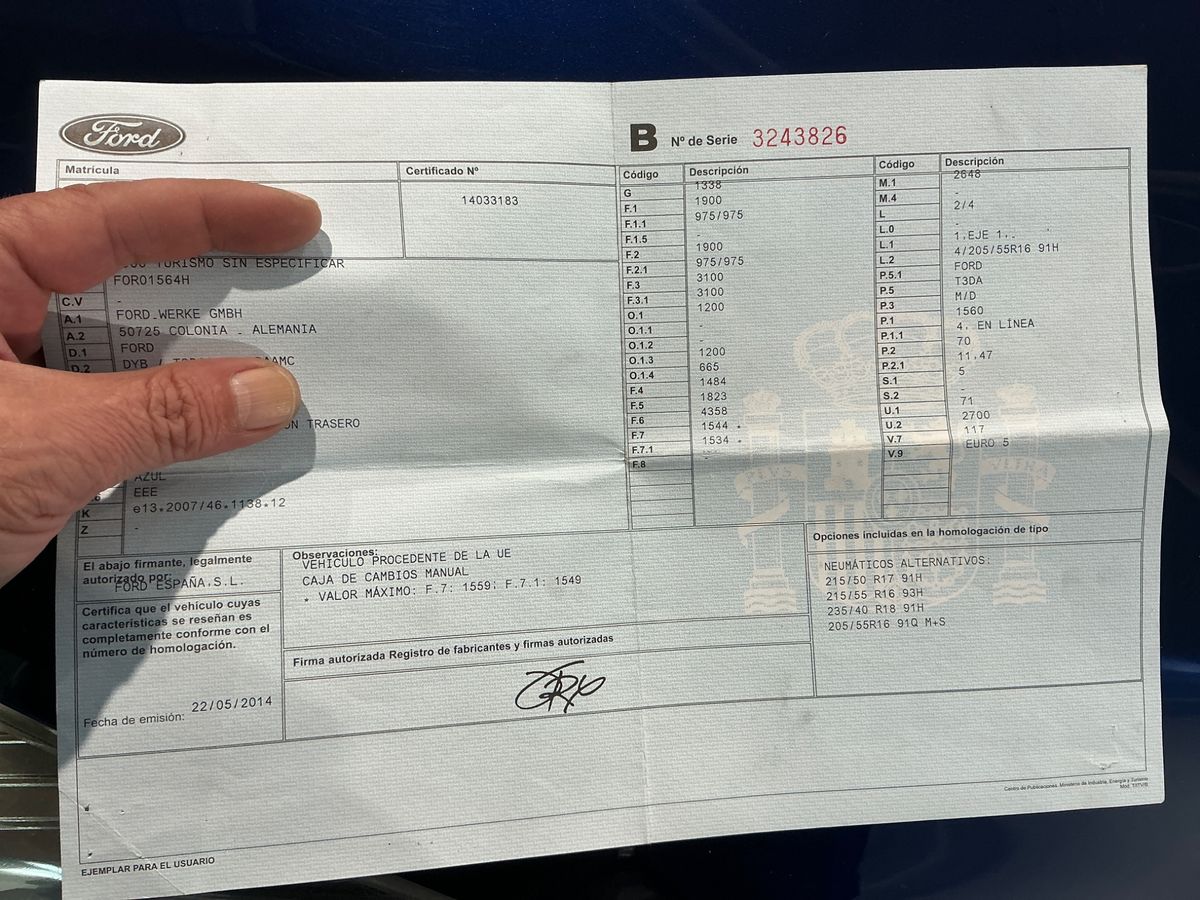 Ford
B Nº de Serie 3243826
Matrícula
Certificado Nº
14033183
TURISMO SIN ESPECIFICAR
FOR01564H
C.V -
A.1 FORD-WERKE GMBH
A.2 50725 COLONIA - ALEMANIA
D.1 FORD
D.2 DYB /
TRASERO
AZUL
EEE
K e13*2007/46*1138*12
Z -
Código Descripción
G 1338
F.1 1900
F.1.1 975/975
F.1.5 -
F.2 1900
F.2.1 975/975
F.3 3100
F.3.1 3100
O.1 1200
O.1.1 -
O.1.2 -
O.1.3 1200
O.1.4 665
F.4 1484
F.5 1823
F.6 4358
F.7 1544 *
F.7.1 1534 *
F.8 -
Código Descripción
M.1 2648
M.4 -
L 2/4
L.0 -
L.1 1.EJE 1..
L.2 4/205/55R16 91H
P.5.1 FORD
P.5 T3DA
P.3 M/D
P.1 1560
P.1.1 4, EN LÍNEA
P.2 70
P.2.1 11,47
S.1 5
S.2 -
U.1 71
U.2 2700
V.7 117
V.9 EURO 5
El abajo firmante, legalmente
autorizado por:
FORD ESPAÑA,S.L.
Certifica que el vehículo cuyas
características se reseñan es
completamente conforme con el
número de homologación.
Fecha de emisión: 22/05/2014
Observaciones:
VEHÍCULO PROCEDENTE DE LA UE
CAJA DE CAMBIOS MANUAL
* VALOR MÁXIMO: F.7: 1559; F.7.1: 1549
Firma autorizada Registro de fabricantes y firmas autorizadas
Opciones incluidas en la homologación de tipo
NEUMÁTICOS ALTERNATIVOS:
215/50 R17 91H
215/55 R16 93H
235/40 R18 91H
205/55R16 91Q M+S
Centro de Publicaciones. Ministerio de Industria, Energía y Turismo
EJEMPLAR PARA EL USUARIO